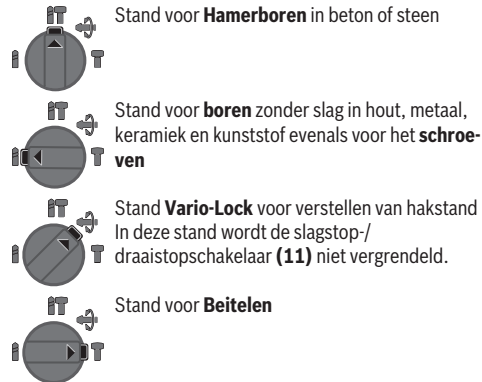 Stand voor Hamerboren in beton of steen
Stand voor boren zonder slag in hout, metaal,
keramiek en kunststof evenals voor het schroe-
ven
Stand Vario-Lock voor verstellen van hakstand
In deze stand wordt de slagstop-/
draaistopschakelaar (11) niet vergrendeld.
Stand voor Beitelen